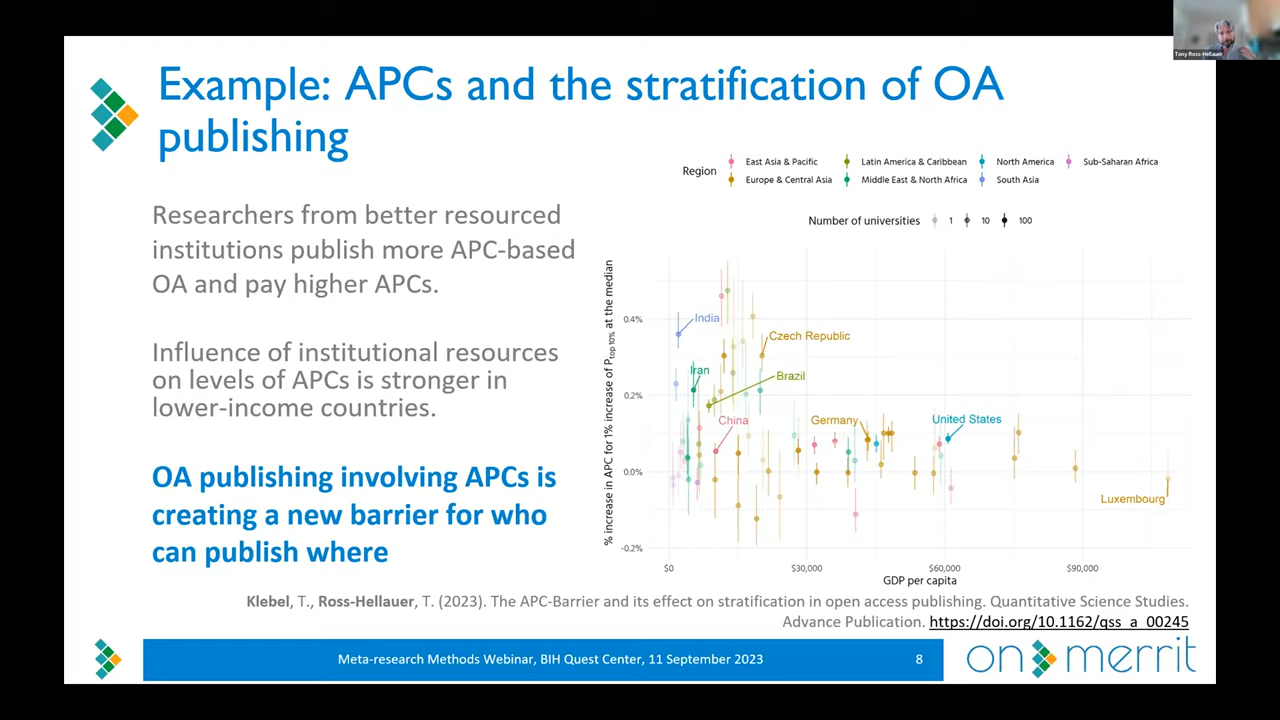 Tony Ross-Hellauer
Example: APCs and the stratification of OA
publishing
Researchers from better resourced
institutions publish more APC-based
OA and pay higher APCs.
Influence of institutional resources
on levels of APCs is stronger in
lower-income countries.
OA publishing involving APCs is
creating a new barrier for who
can publish where
Region
East Asia & Pacific
Latin America & Caribbean
North America
Sub-Saharan Africa
Europe & Central Asia
Middle East & North Africa
South Asia
Number of universities 1 10 100
% increase in APC for 1% increase of Ptop 10% at the median
0.4%
0.2%
0.0%
-0.2%
India
Czech Republic
Iran
Brazil
China
Germany
United States
Luxembourg
$0 $30,000 $60,000 $90,000
GDP per capita
Klebel, T., Ross-Hellauer, T. (2023). The APC-Barrier and its effect on stratification in open access publishing. Quantitative Science Studies.
Advance Publication. https://doi.org/10.1162/qss_a_00245
Meta-research Methods Webinar, BIH Quest Center, 11 September 2023 8
on merrit